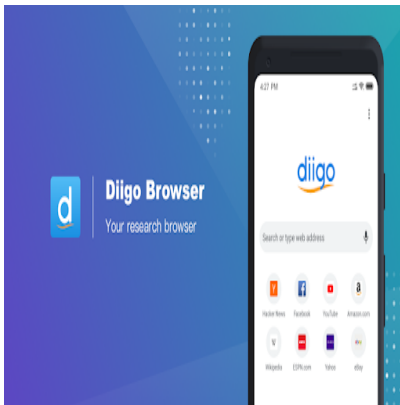 d
Diigo Browser
Your research browser
4:27 PM
diigo
Search or type web address
Y
f
a
Hacker News Facebook YouTube Amazon.com
W
Wikipedia ESPN.com Yahoo eBay